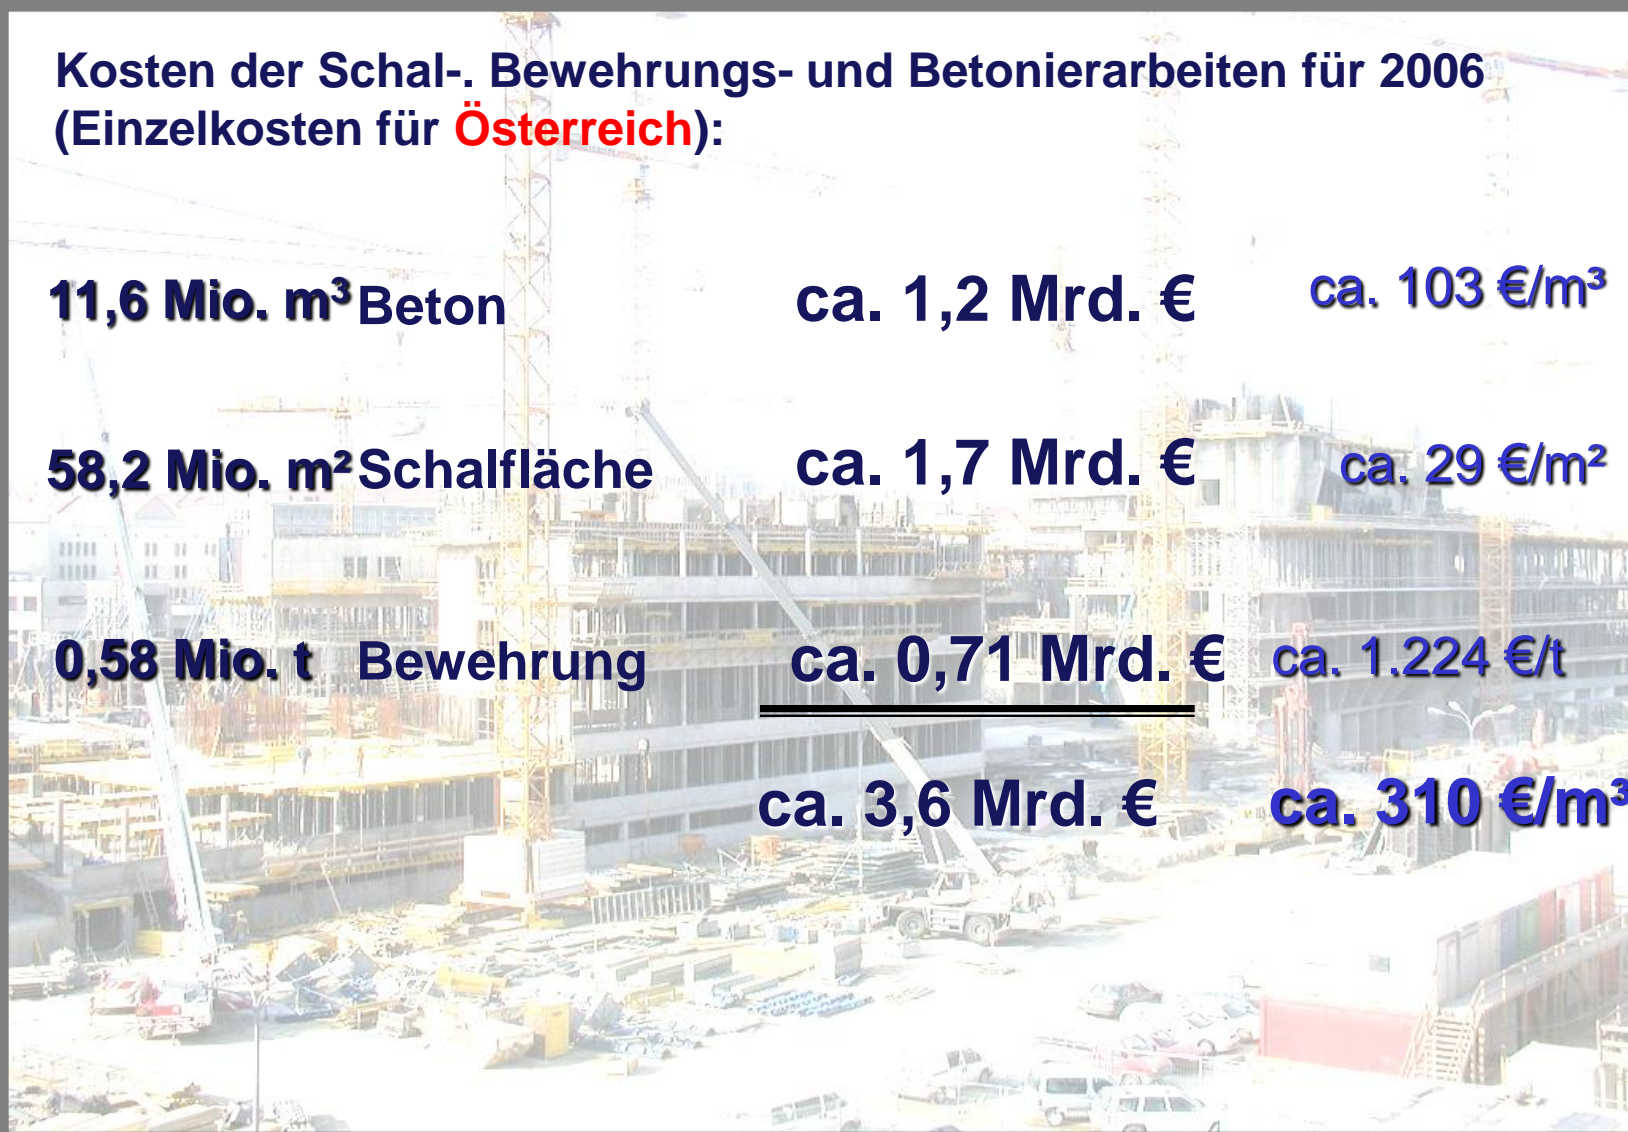 Kosten der Schal-. Bewehrungs- und Betonierarbeiten für 2006
(Einzelkosten für Österreich):
11,6 Mio. m³ Beton ca. 1,2 Mrd. € ca. 103 €/m³
58,2 Mio. m² Schalfläche ca. 1,7 Mrd. € ca. 29 €/m²
0,58 Mio. t Bewehrung ca. 0,71 Mrd. € ca. 1.224 €/t
ca. 3,6 Mrd. € ca. 310 €/m³